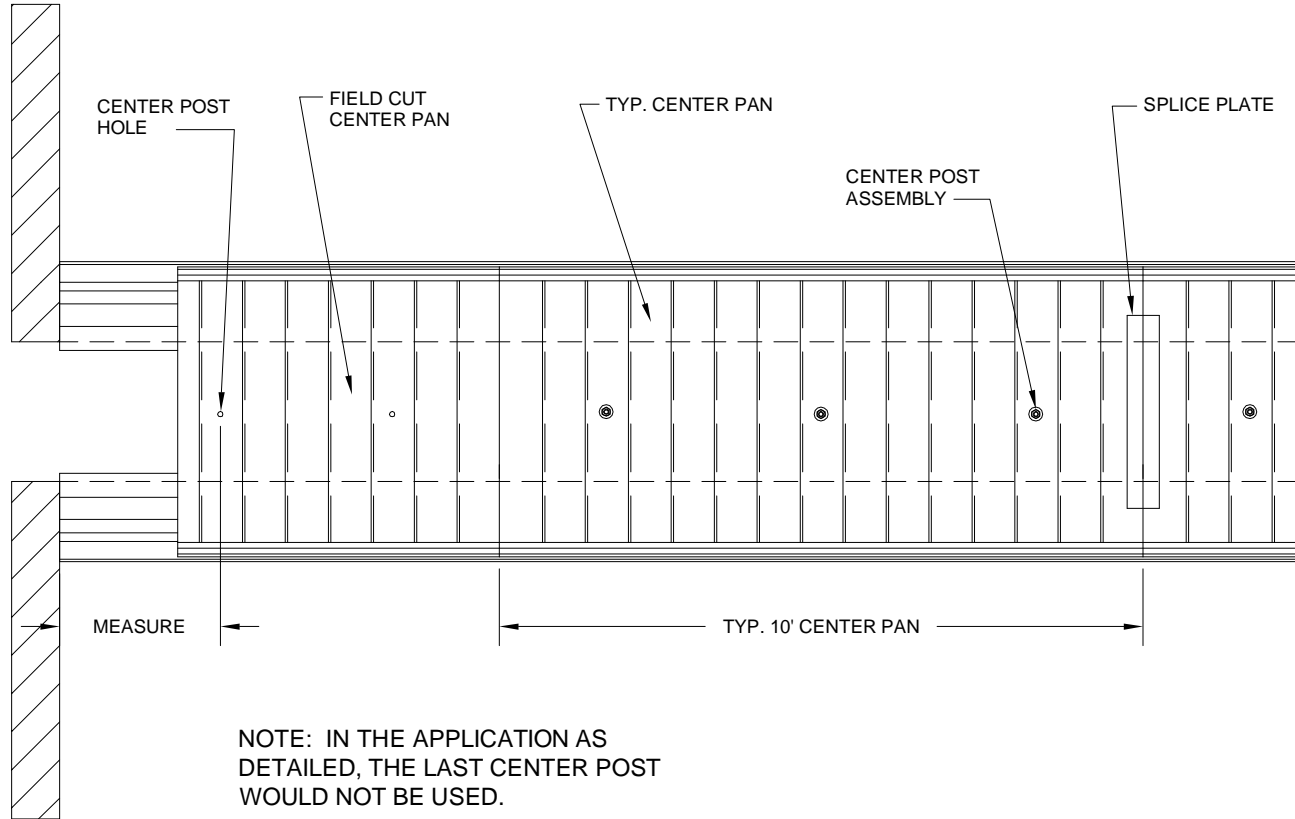 CENTER POST
HOLE
FIELD CUT
CENTER PAN
TYP. CENTER PAN
SPLICE PLATE
CENTER POST
ASSEMBLY
MEASURE
TYP. 10' CENTER PAN
NOTE:  IN THE APPLICATION AS
DETAILED, THE LAST CENTER POST
WOULD NOT BE USED.